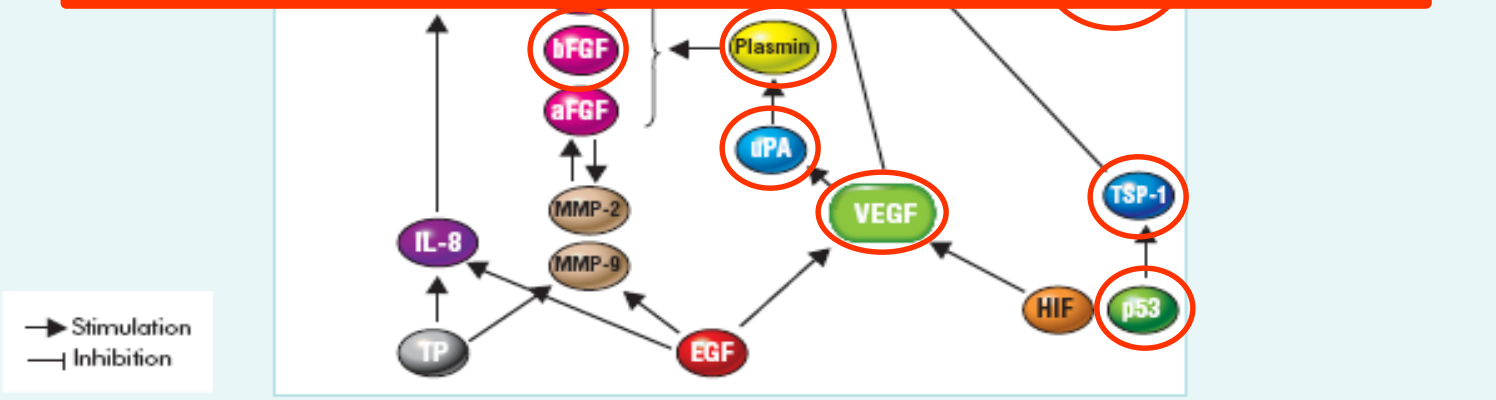 bFGF
Plasmin
aFGF
uPA
MMP-2
VEGF
TSP-1
IL-8
MMP-9
HIF
p53
Stimulation
TP
EGF
Inhibition